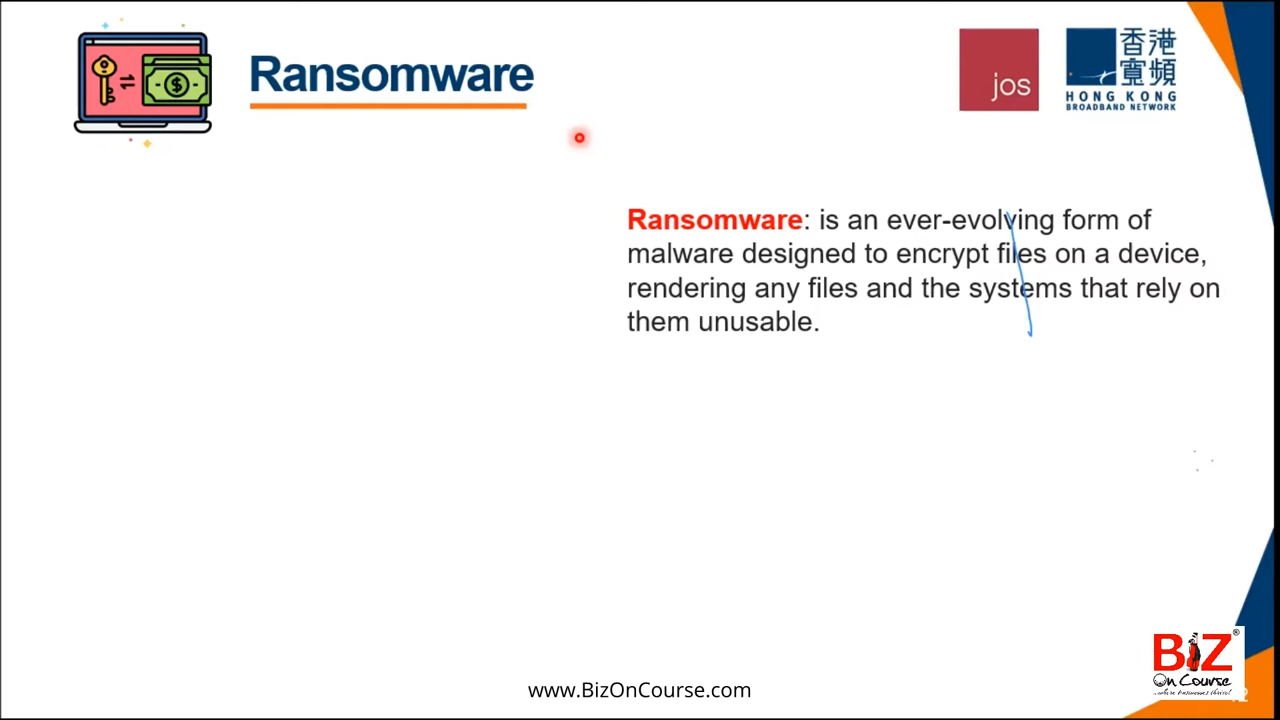 Ransomware
jos
香港
寬頻
HONG KONG
BROADBAND NETWORK
Ransomware: is an ever-evolving form of
malware designed to encrypt files on a device,
rendering any files and the systems that rely on
them unusable.
BiZ®
On Course
www.BizOnCourse.com